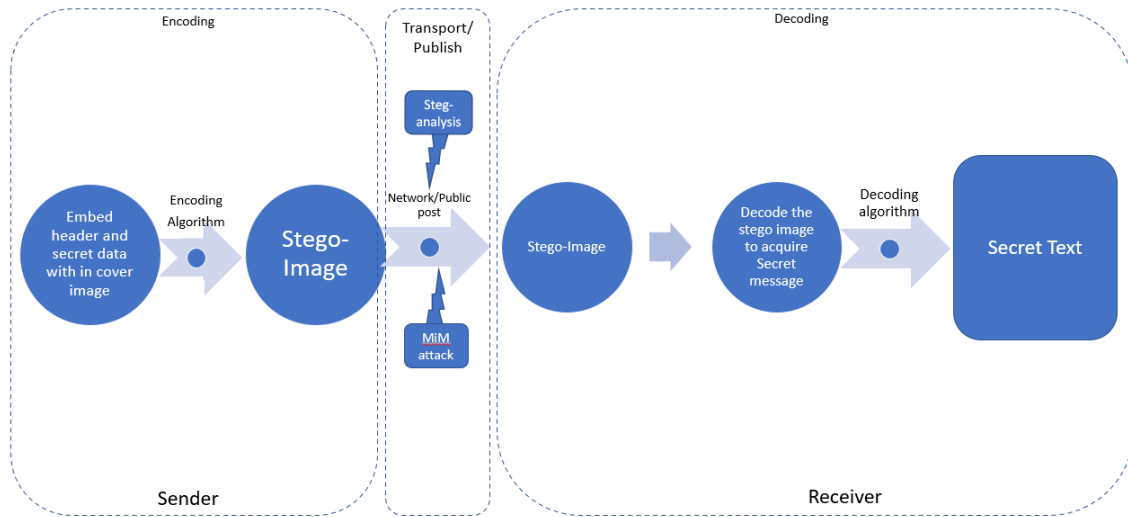 Encoding
Transport/
Publish
Decoding
Steg-
analysis
Embed
header and
secret data
with in cover
image
Encoding
Algorithm
Stego-
Image
Network/Public
post
MiM
attack
Stego-Image
Decode the
stego image
to acquire
Secret
message
Decoding
algorithm
Secret Text
Sender
Receiver